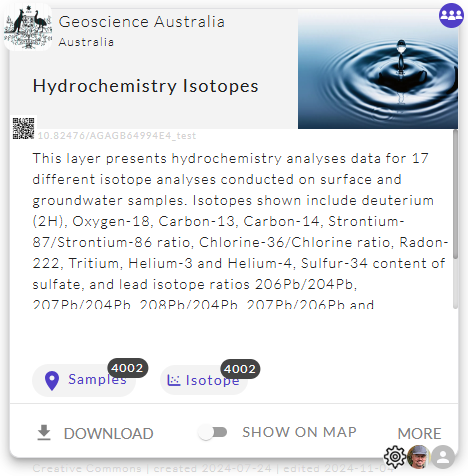 Geoscience Australia
Australia
Hydrochemistry Isotopes
10.82476/AGAGB64994E4_test
This layer presents hydrochemistry analyses data for 17
different isotope analyses conducted on surface and
groundwater samples. Isotopes shown include deuterium
(2H), Oxygen-18, Carbon-13, Carbon-14, Strontium-
87/Strontium-86 ratio, Chlorine-36/Chlorine ratio, Radon-
222, Tritium, Helium-3 and Helium-4, Sulfur-34 content of
sulfate, and lead isotope ratios 206Pb/204Pb,
207Pb/204Pb, 208Pb/204Pb, 207Pb/206Pb and
Samples 4002
Isotope 4002
DOWNLOAD
SHOW ON MAP
MORE
Creative Commons | created 2024-07-24 | edited 2024-11-04